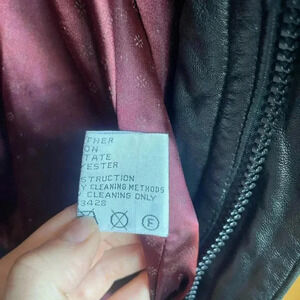 THER
ON
TATE
YESTER
STRUCTION
Y CLEANING METHODS
CLEANING ONLY
3428
F